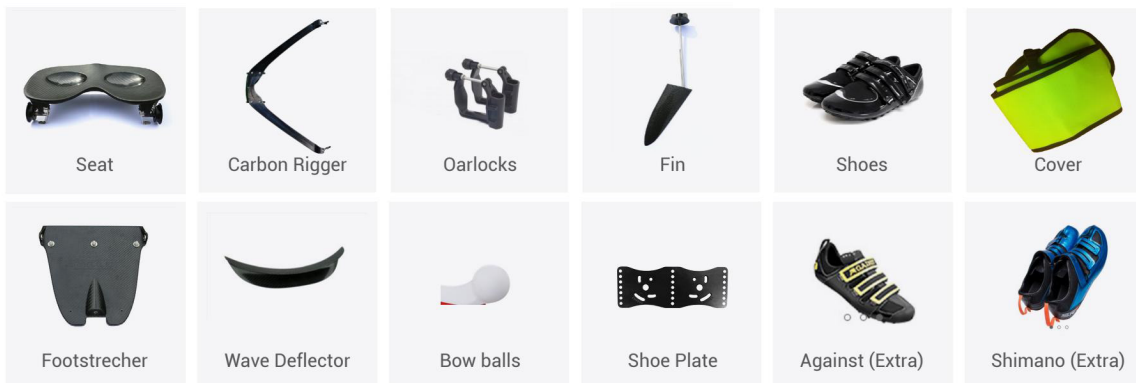 Seat
Carbon Rigger
Oarlocks
Fin
Shoes
Cover
Footstrecher
Wave Deflector
Bow balls
Shoe Plate
Against (Extra)
Shimano (Extra)